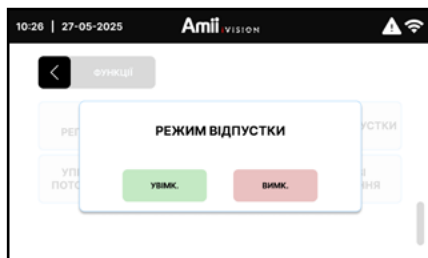 10:26 | 27-05-2025
Amii.VISION
ФУНКЦІЇ
РЕЖИМ ВІДПУСТКИ
УВІМК.
ВИМК.